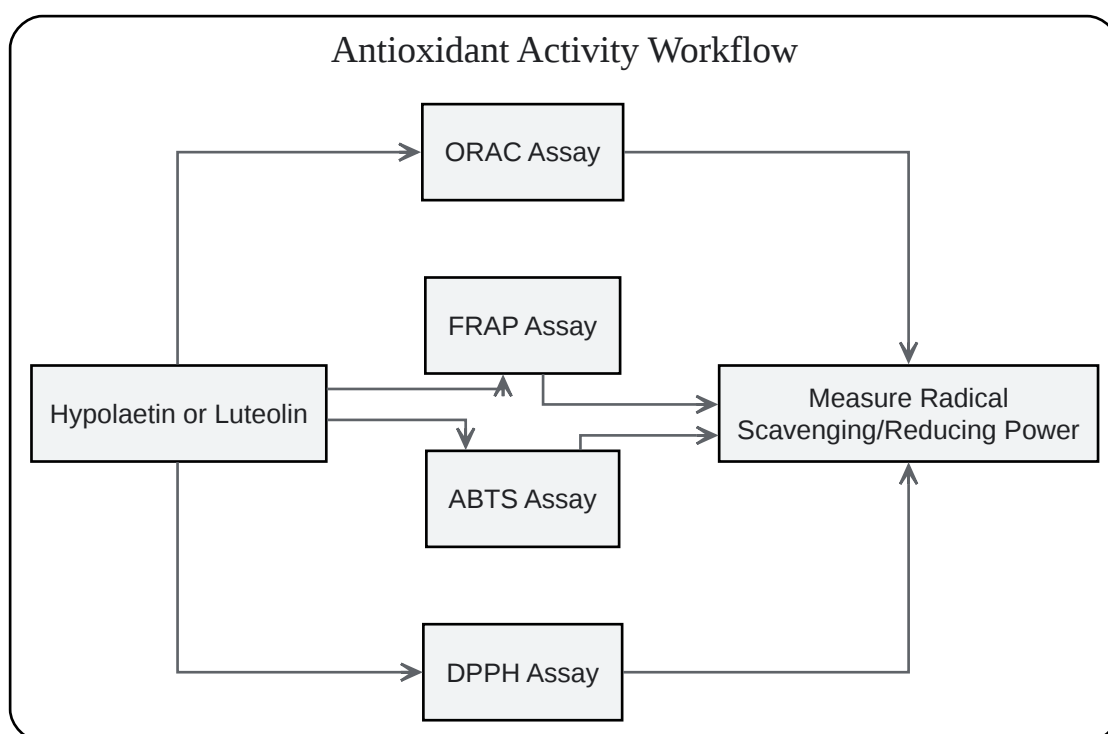 Antioxidant Activity Workflow
ORAC Assay
FRAP Assay
Hypolaetin or Luteolin
Measure Radical
Scavenging/Reducing Power
ABTS Assay
DPPH Assay